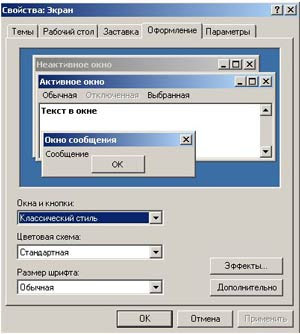 Свойства: Экран
Темы Рабочий стол Заставка Оформление Параметры
Неактивное окно
Активное окно
Обычная Отключенная Выбранная
Текст в окне
Окно сообщения
Сообщение
OK
Окна и кнопки:
Классический стиль
Цветовая схема:
Стандартная
Размер шрифта:
Обычная
Эффекты...
Дополнительно
OK Отмена Применить